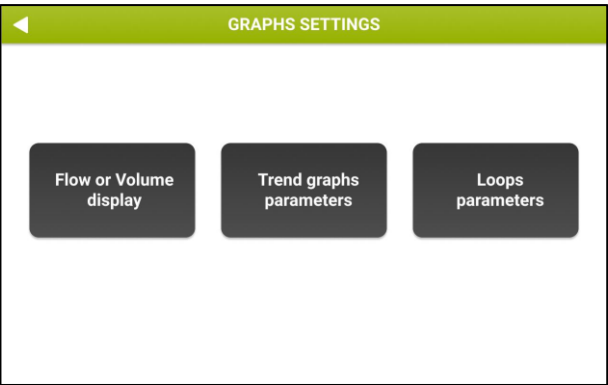 GRAPHS SETTINGS
Flow or Volume
display
Trend graphs
parameters
Loops
parameters